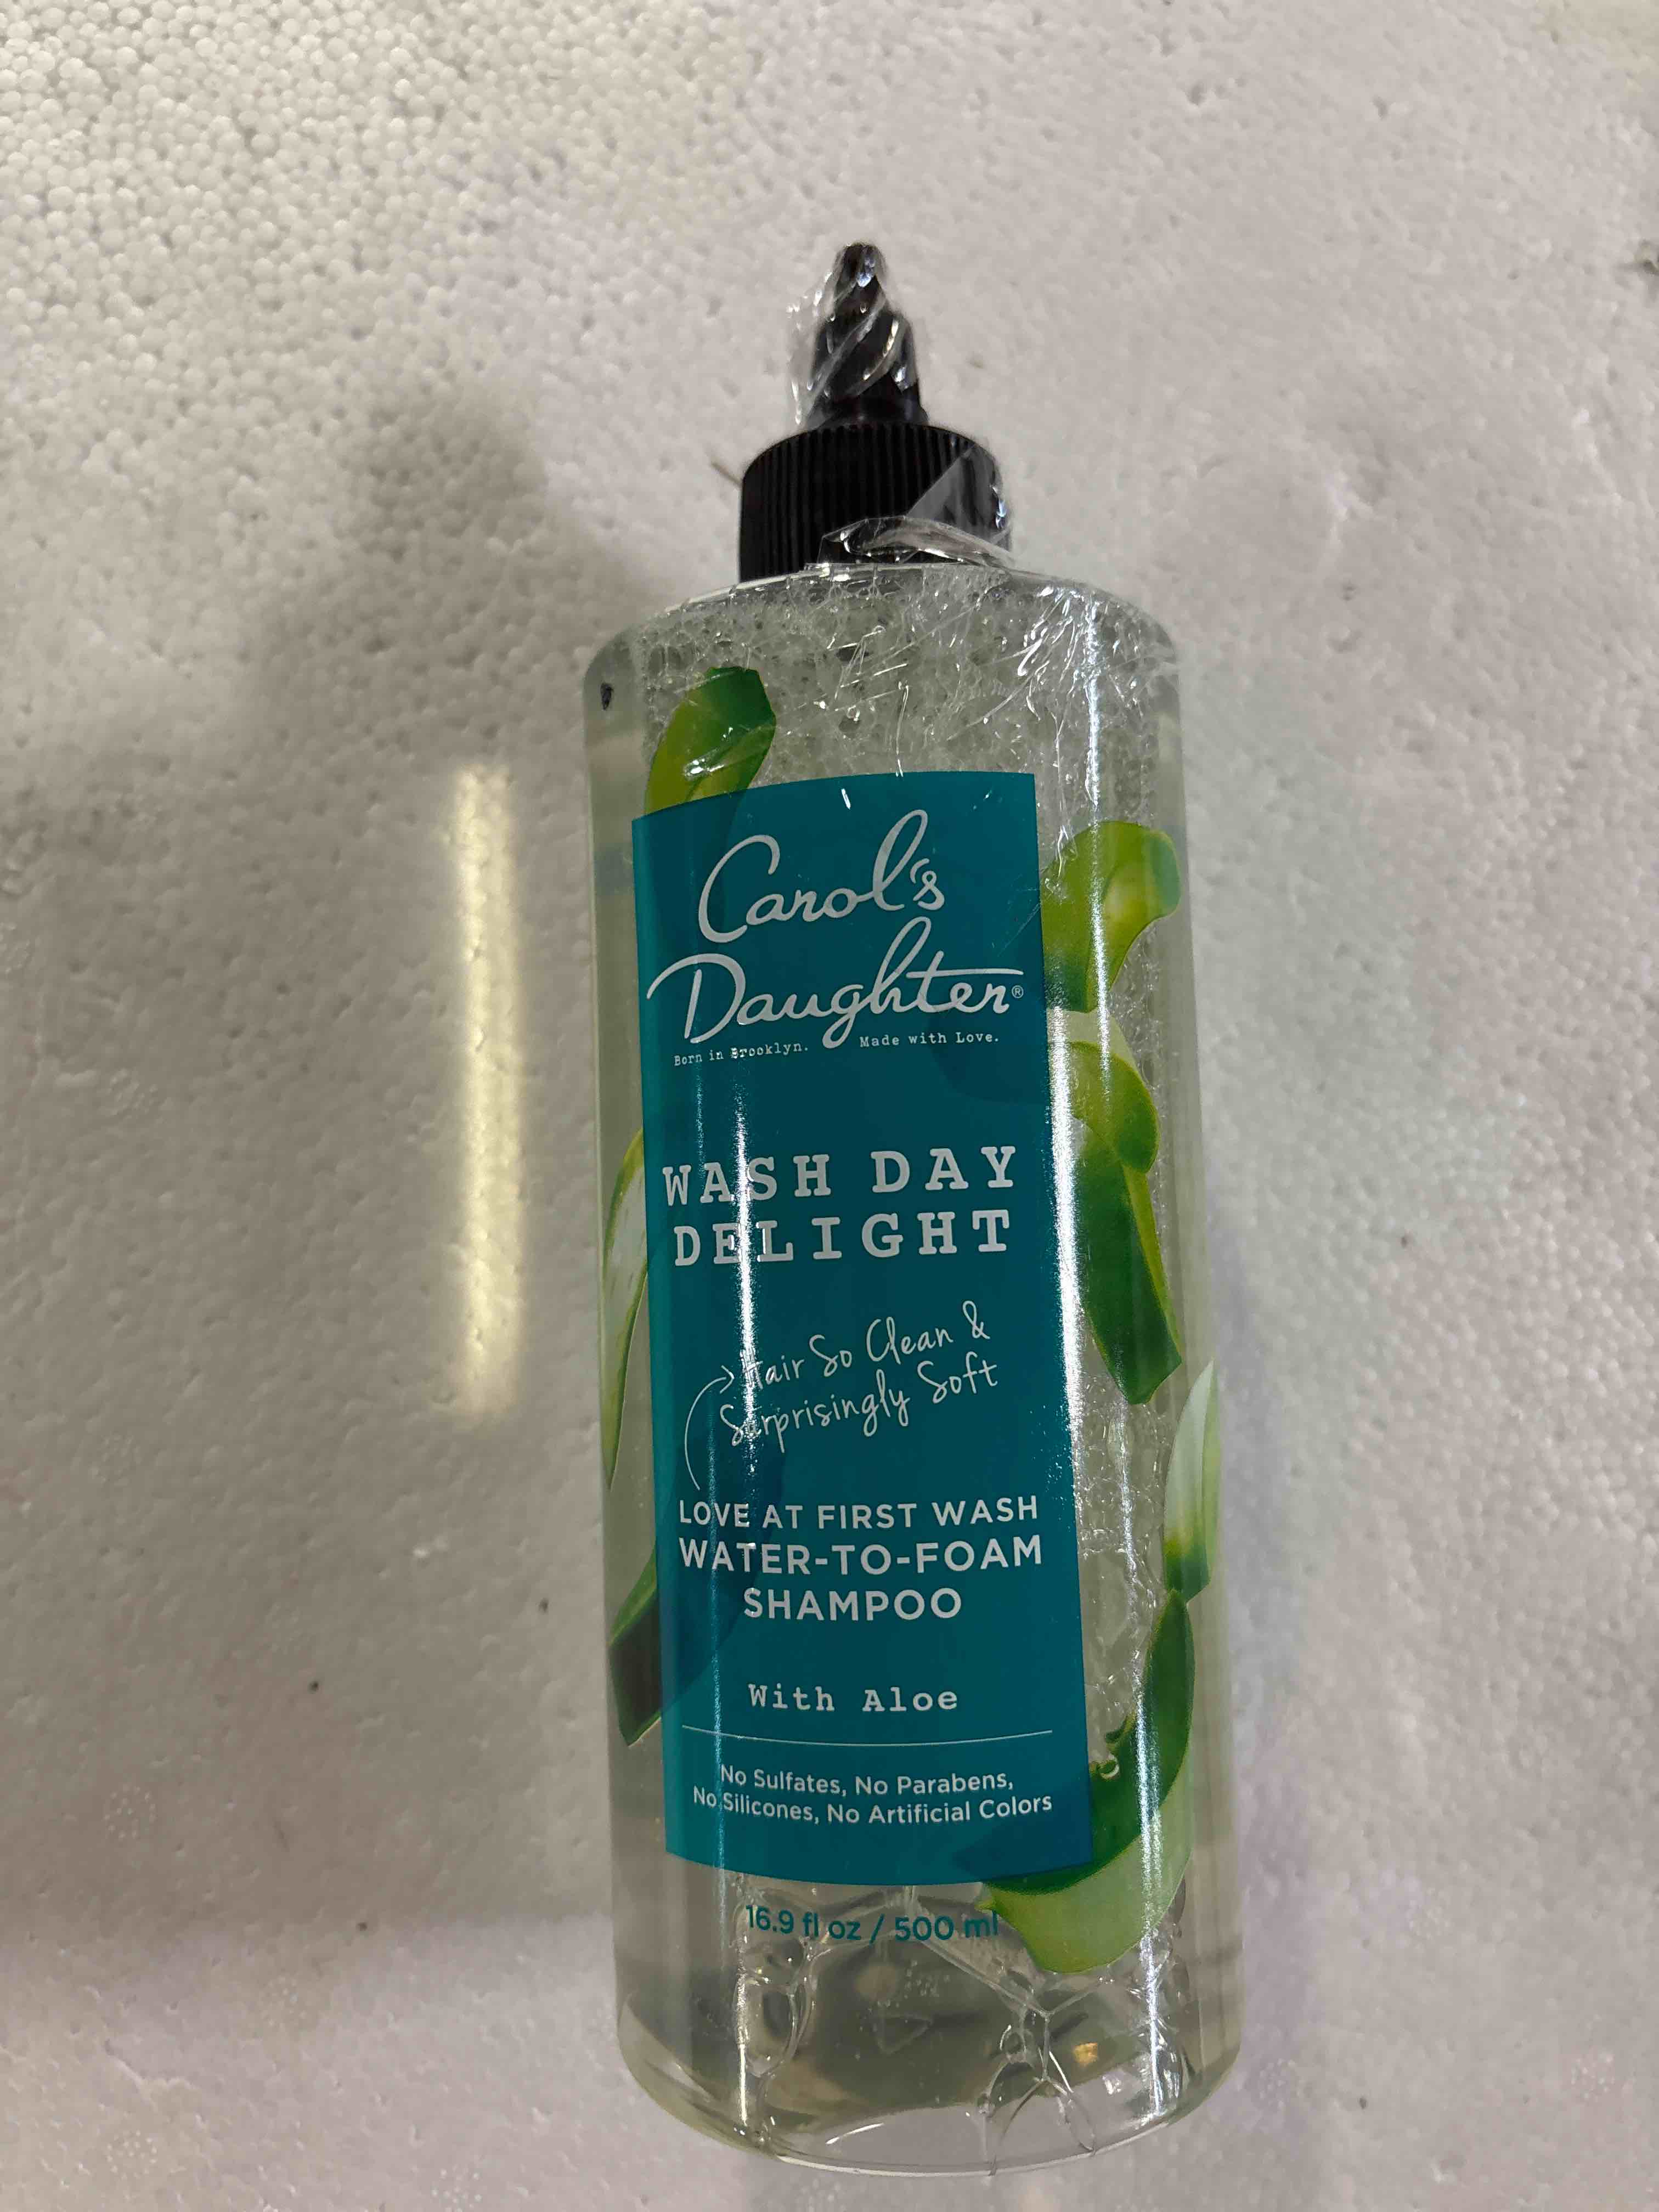 Carol's
Daughter®
Born in Brooklyn. Made with Love.
WASH DAY
DELIGHT
Hair So Clean &
Surprisingly Soft
LOVE AT FIRST WASH
WATER-TO-FOAM
SHAMPOO
With Aloe
No Sulfates, No Parabens,
No Silicones, No Artificial Colors
16.9 fl oz / 500 ml